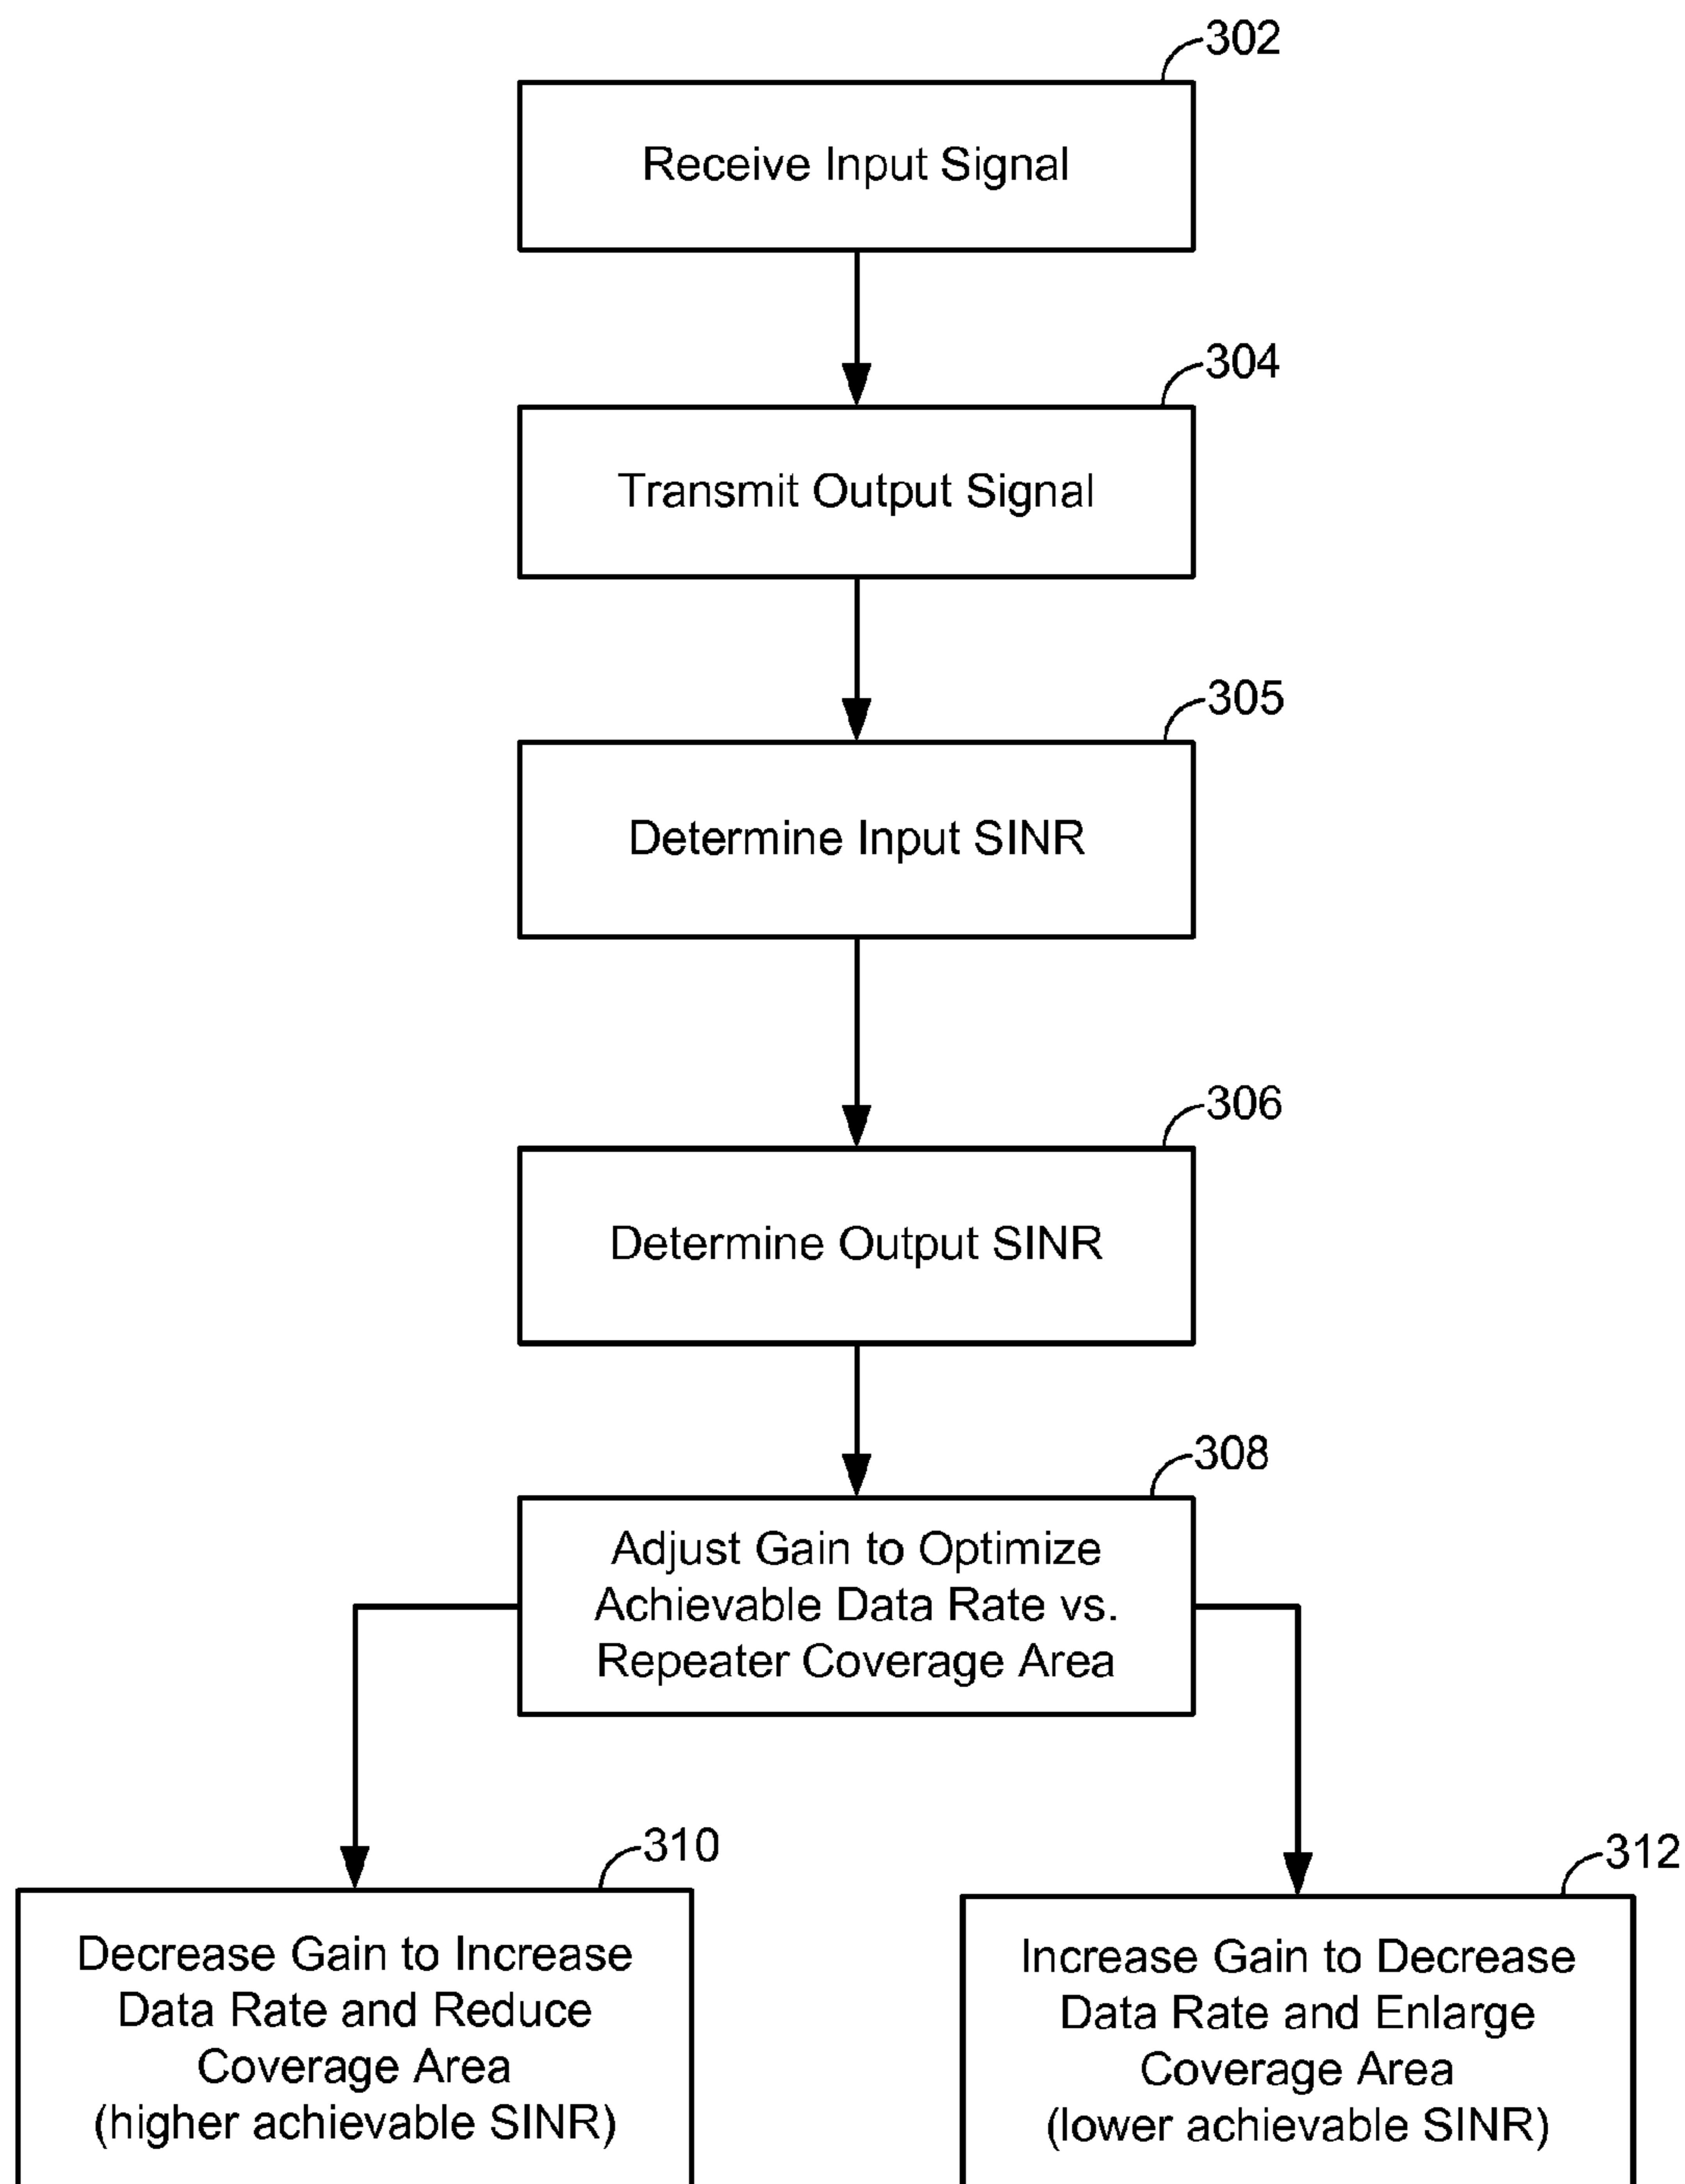 302
Receive Input Signal
304
Transmit Output Signal
305
Determine Input SINR
306
Determine Output SINR
308
Adjust Gain to Optimize
Achievable Data Rate vs.
Repeater Coverage Area
310
Decrease Gain to Increase
Data Rate and Reduce
Coverage Area
(higher achievable SINR)
312
Increase Gain to Decrease
Data Rate and Enlarge
Coverage Area
(lower achievable SINR)